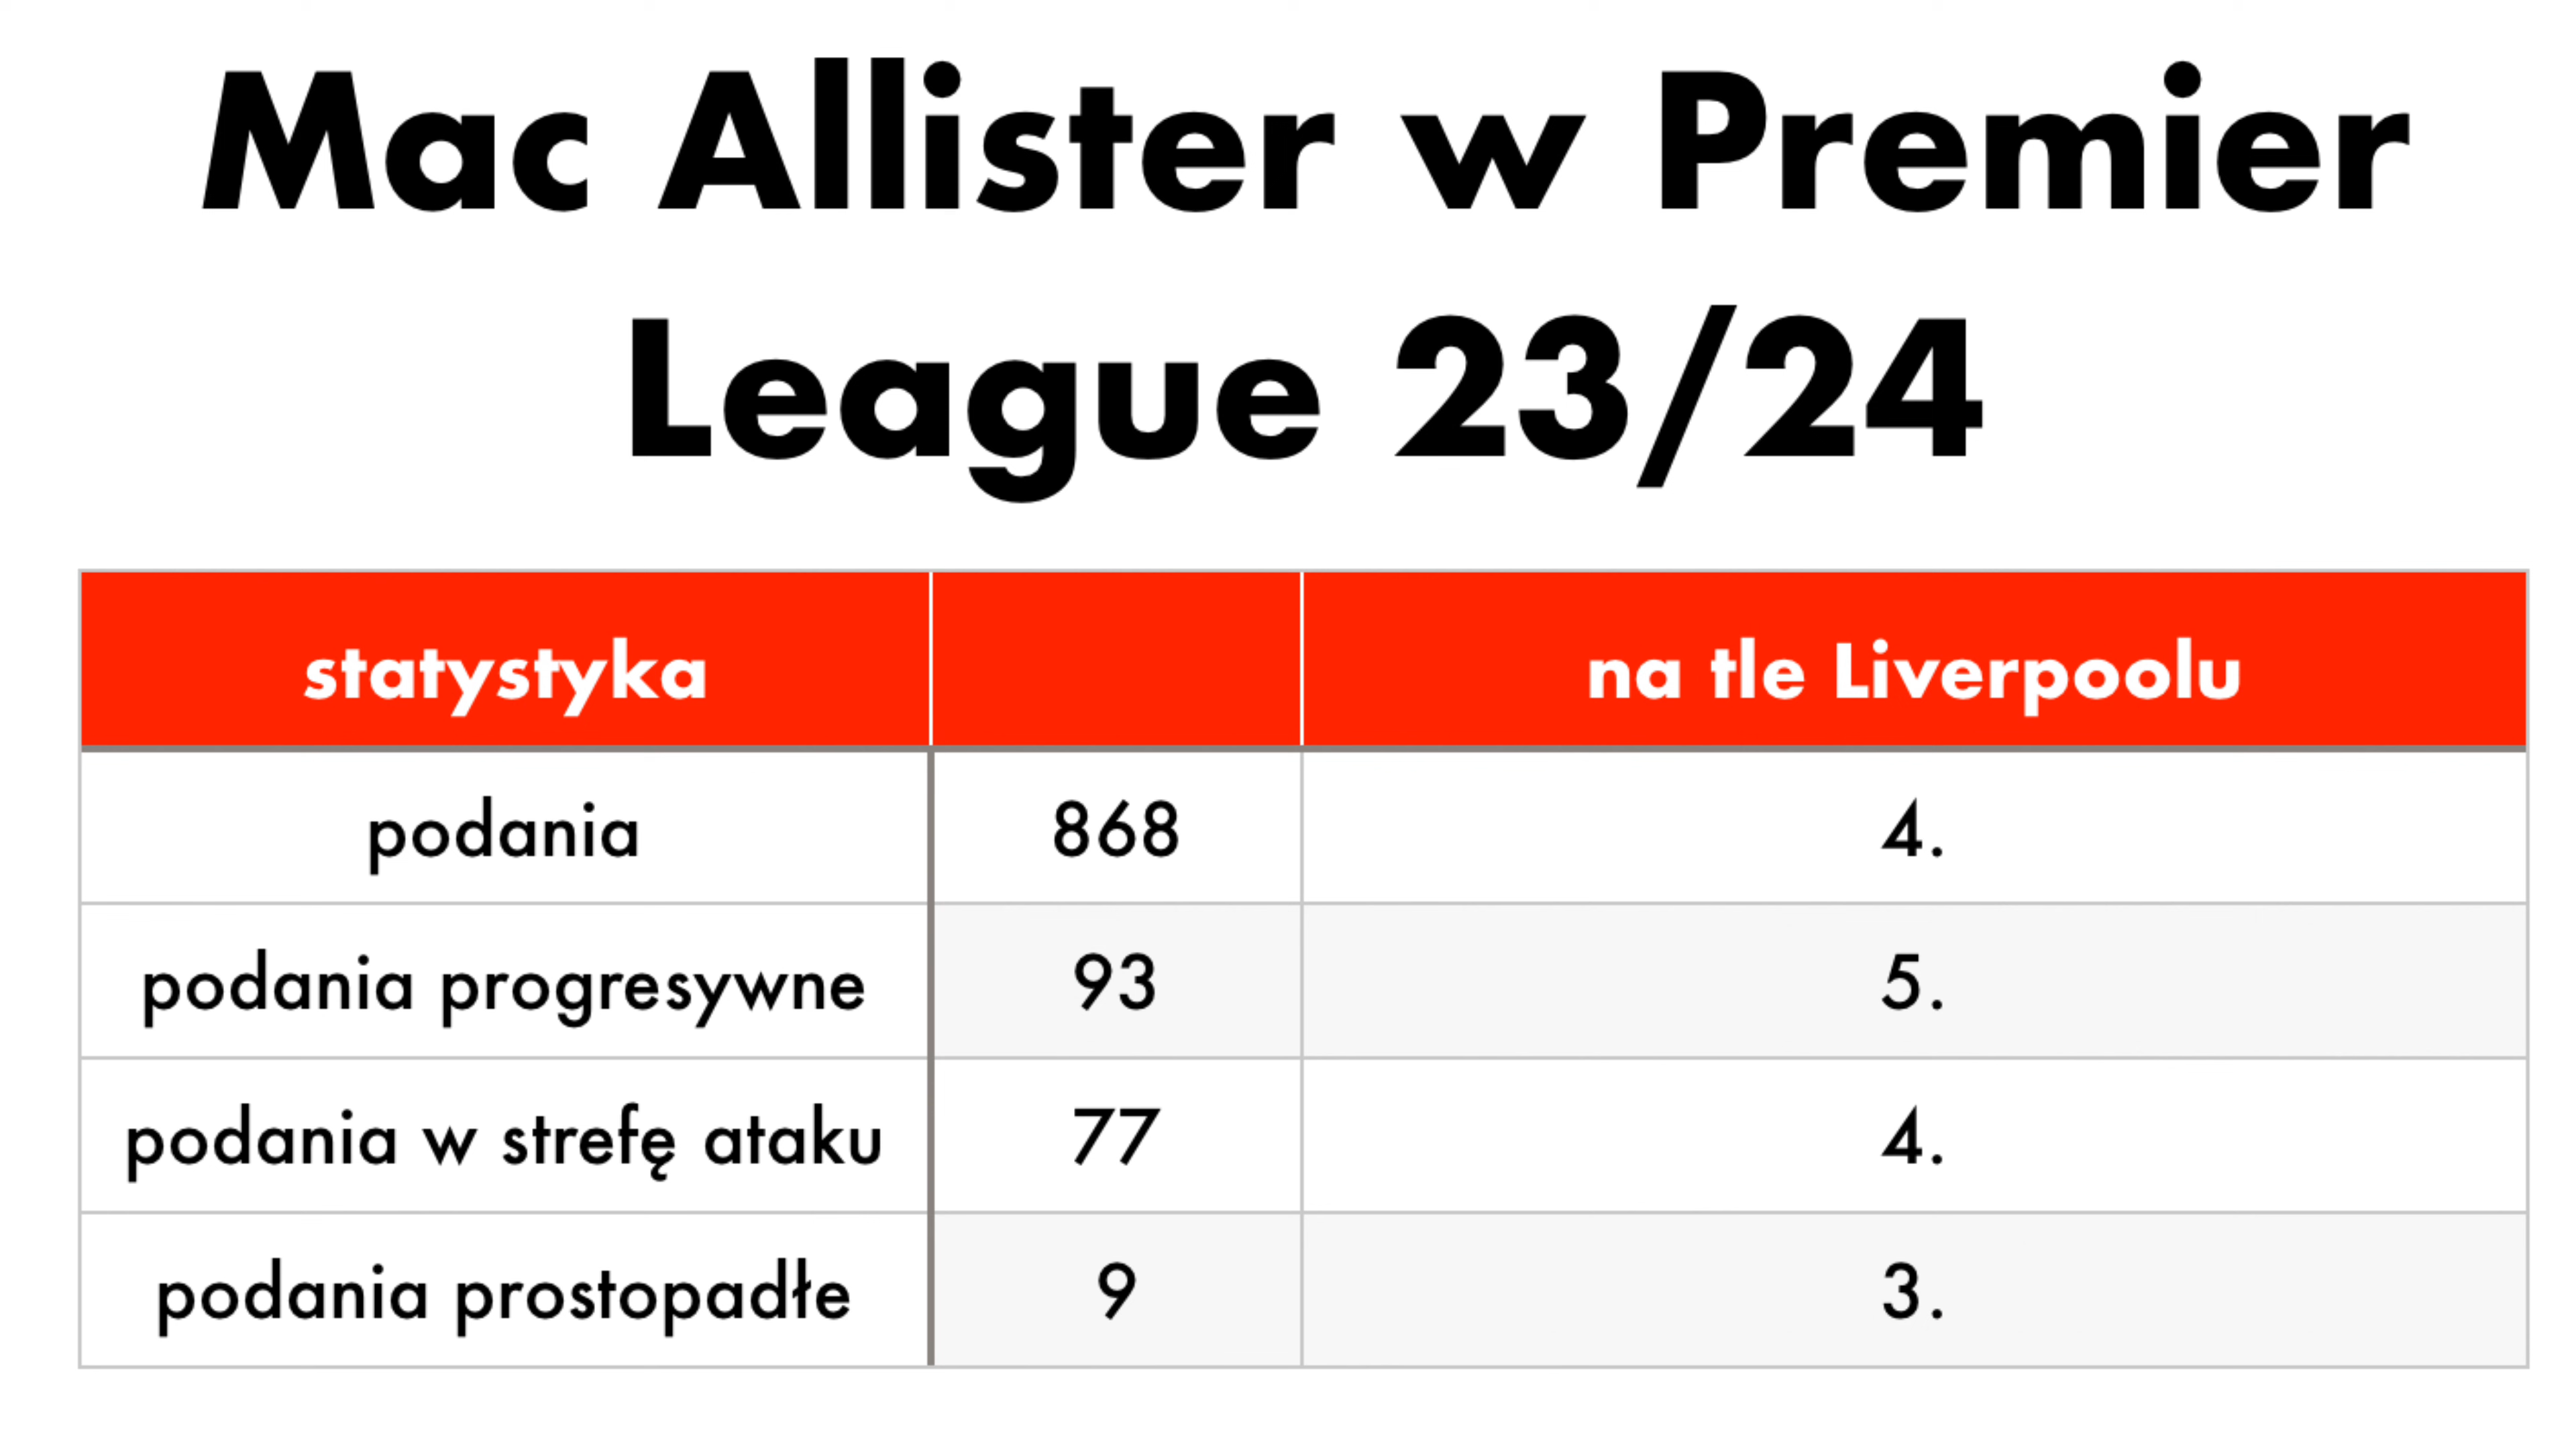 Mac Allister w Premier
League 23/24
statystyka na tle Liverpoolu
podania 868 4.
podania progresywne 93 5.
podania w strefę ataku 77 4.
podania prostopadłe 9 3.